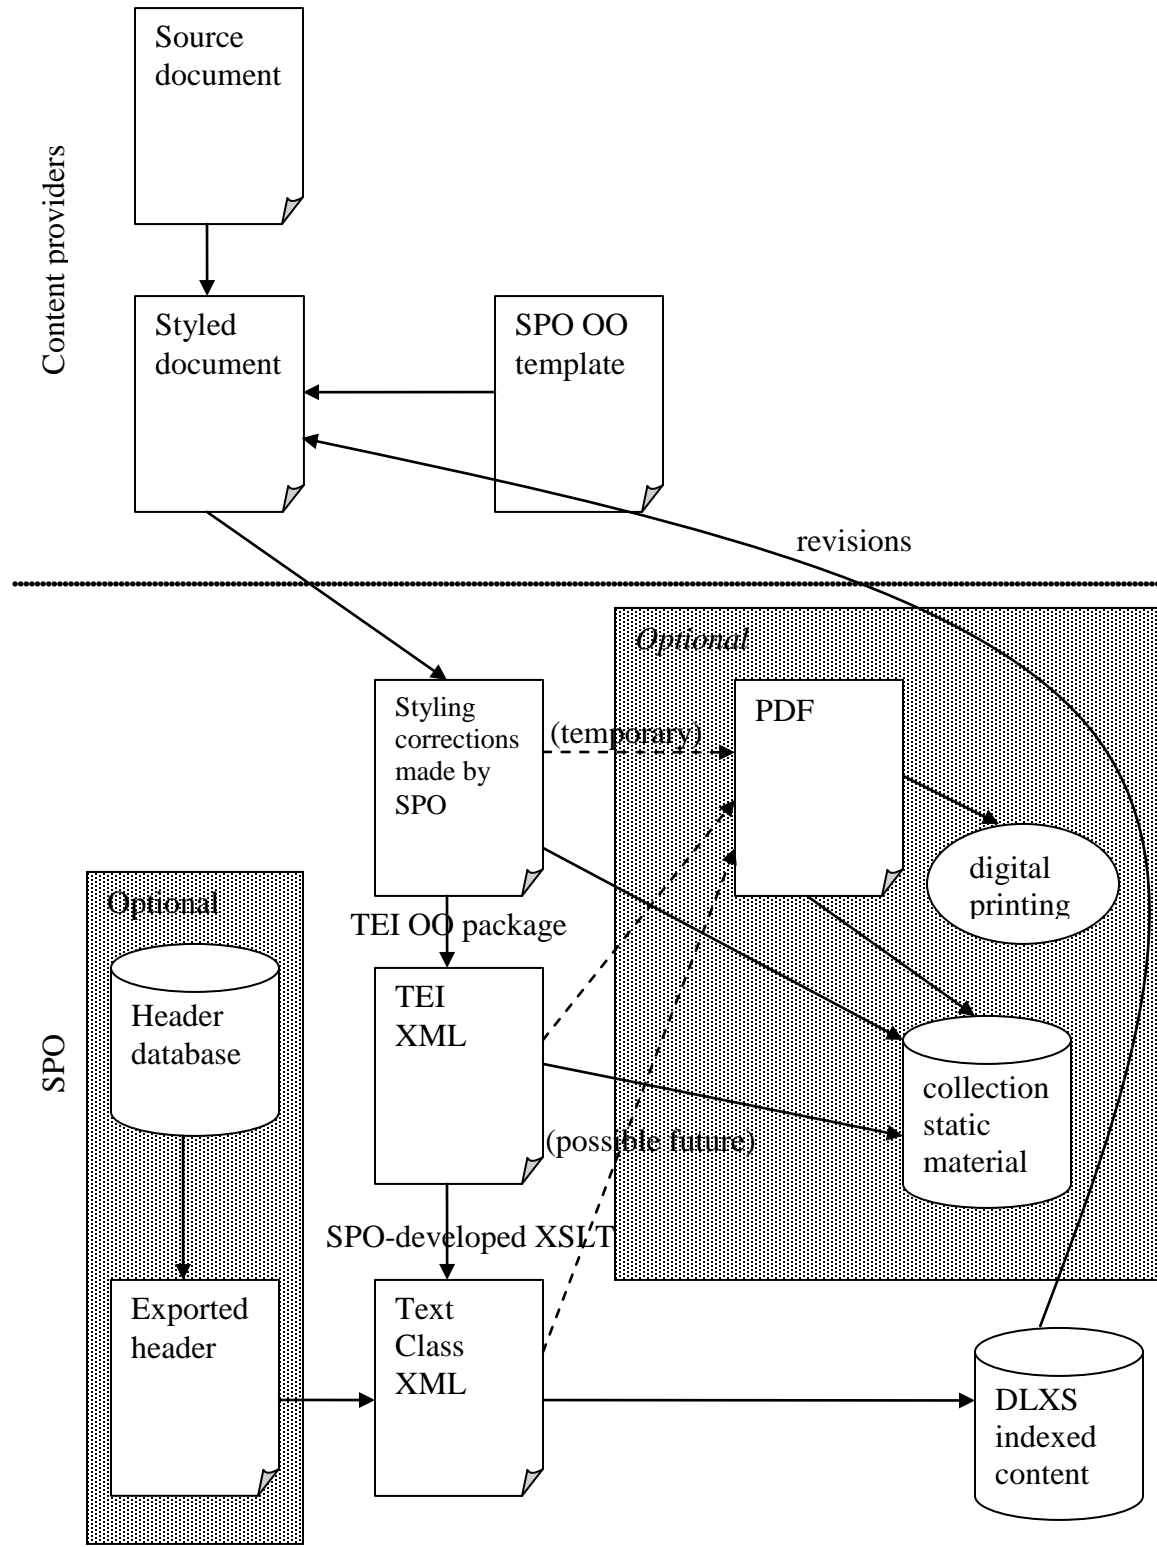 Source
document
Content providers
Styled
document
SPO OO
template
revisions
Optional
Styling
corrections
made by
SPO
(temporary)
PDF
digital
printing
Optional
TEI OO package
Header
database
TEI
XML
SPO
collection
static
material
(possible future)
SPO-developed XSLT
Exported
header
Text
Class
XML
DLXS
indexed
content